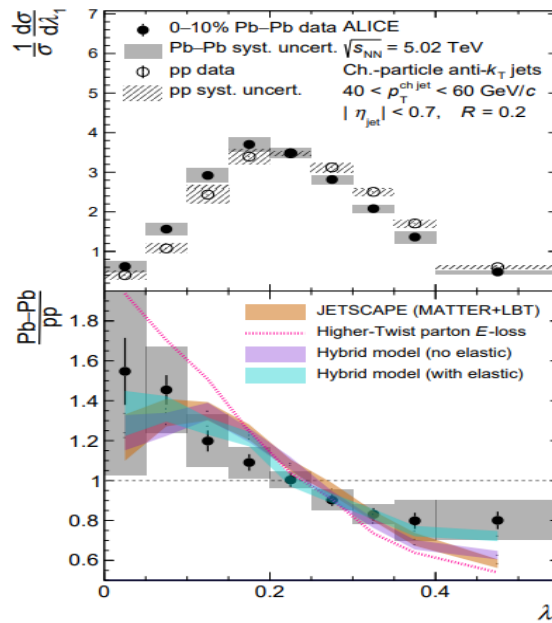 1/σ dσ/dλ₁
7
6
5
4
3
2
1
0–10% Pb–Pb data
Pb–Pb syst. uncert.
pp data
pp syst. uncert.
ALICE
√s_NN = 5.02 TeV
Ch.-particle anti-k_T jets
40 < p_T^ch jet < 60 GeV/c
| η_jet | < 0.7, R = 0.2
Pb–Pb/pp
1.8
1.6
1.4
1.2
1
0.8
0.6
JETSCAPE (MATTER+LBT)
Higher-Twist parton E-loss
Hybrid model (no elastic)
Hybrid model (with elastic)
0 0.2 0.4
λ